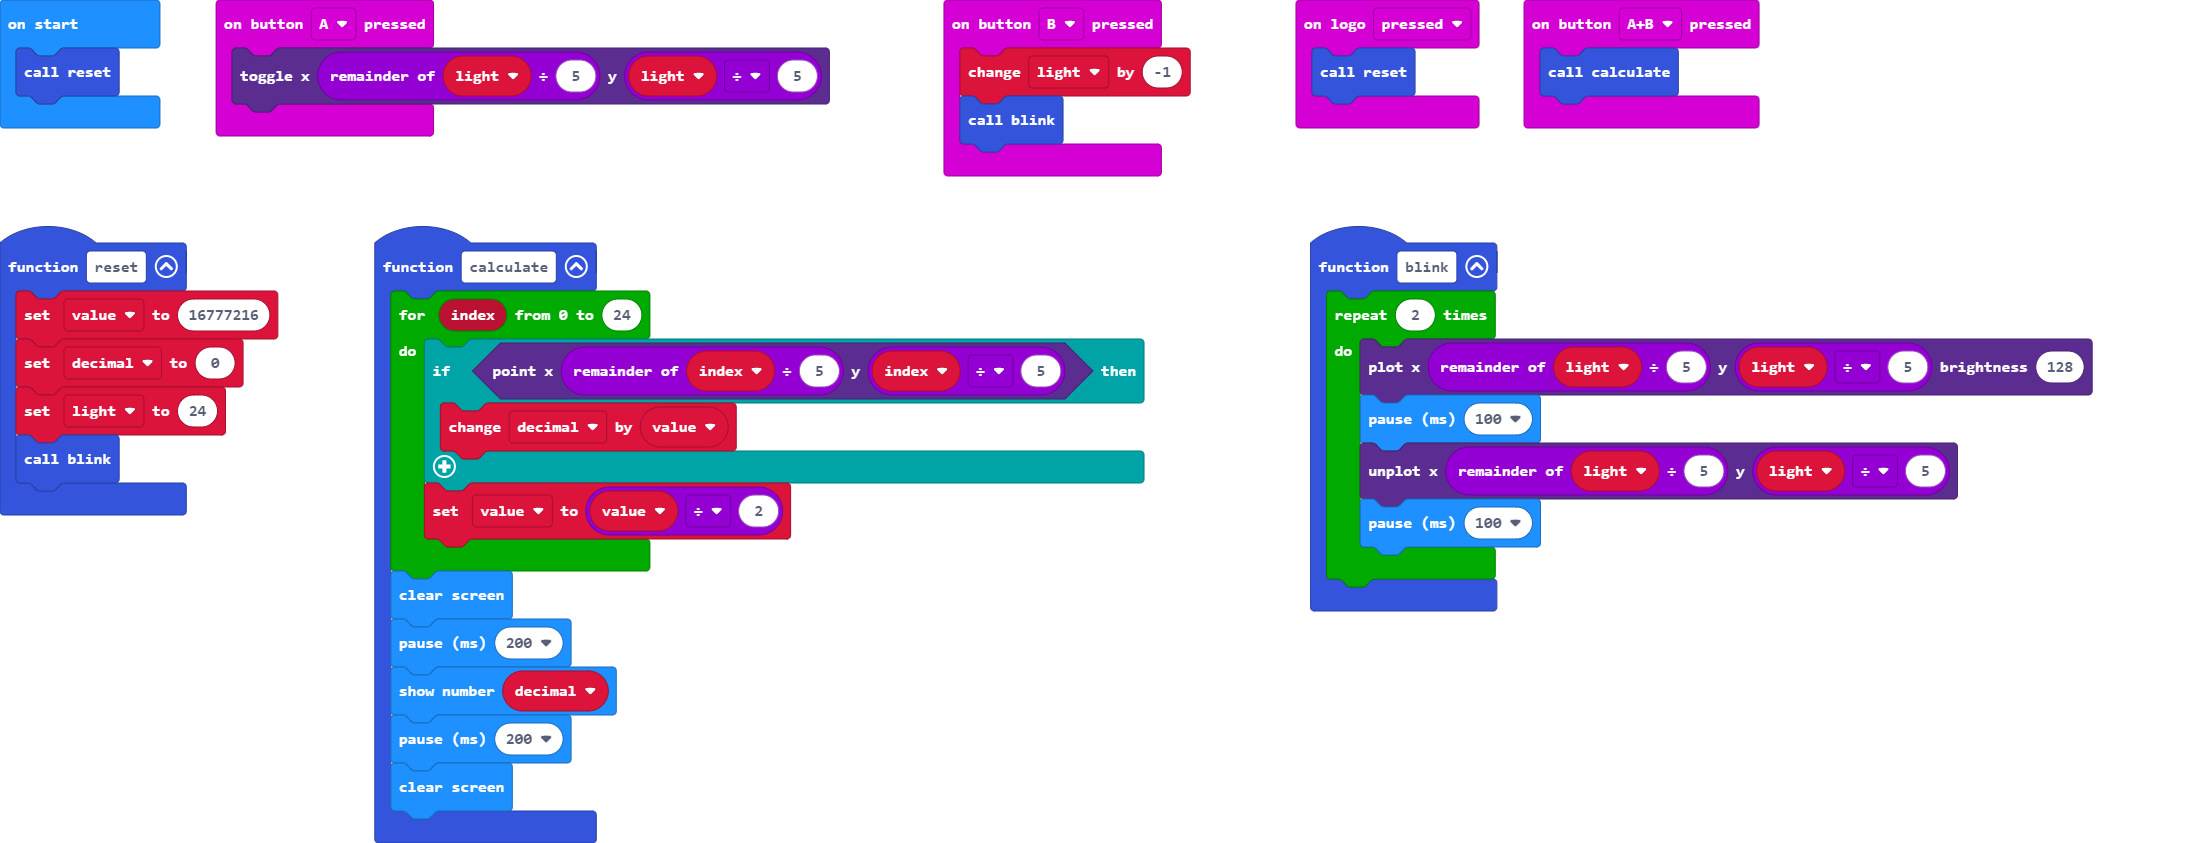 on start
call reset
on button A pressed
toggle x remainder of light ÷ 5 y light ÷ 5
on button B pressed
change light by -1
call blink
on logo pressed
call reset
on button A+B pressed
call calculate
function reset
set value to 16777216
set decimal to 0
set light to 24
call blink
function calculate
for index from 0 to 24
do
if point x remainder of index ÷ 5 y index ÷ 5 then
change decimal by value
set value to value ÷ 2
clear screen
pause (ms) 200
show number decimal
pause (ms) 200
clear screen
function blink
repeat 2 times
do
plot x remainder of light ÷ 5 y light ÷ 5 brightness 128
pause (ms) 100
unplot x remainder of light ÷ 5 y light ÷ 5
pause (ms) 100